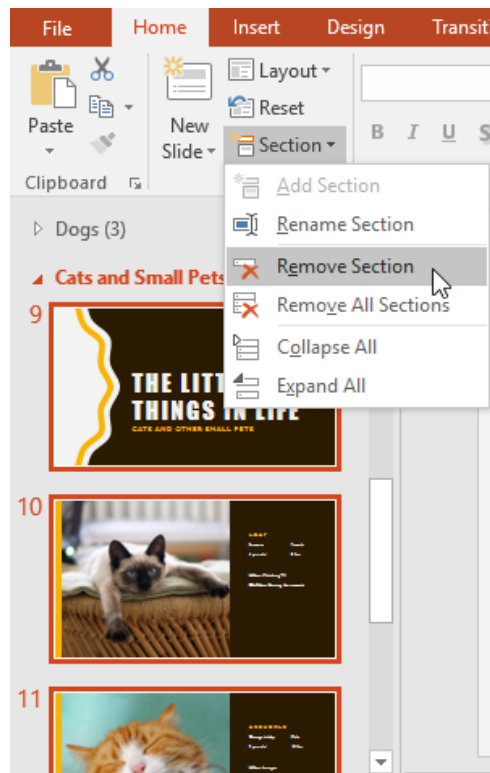 File Home Insert Design Transit
Layout
Reset
Section
Paste
New
Slide
Clipboard
B I U S
Add Section
Rename Section
Remove Section
Remove All Sections
Collapse All
Expand All
Dogs (3)
Cats and Small Pets
9
THE LITT
THINGS IN LIFE
CATS AND OTHER SMALL PETS
10
11